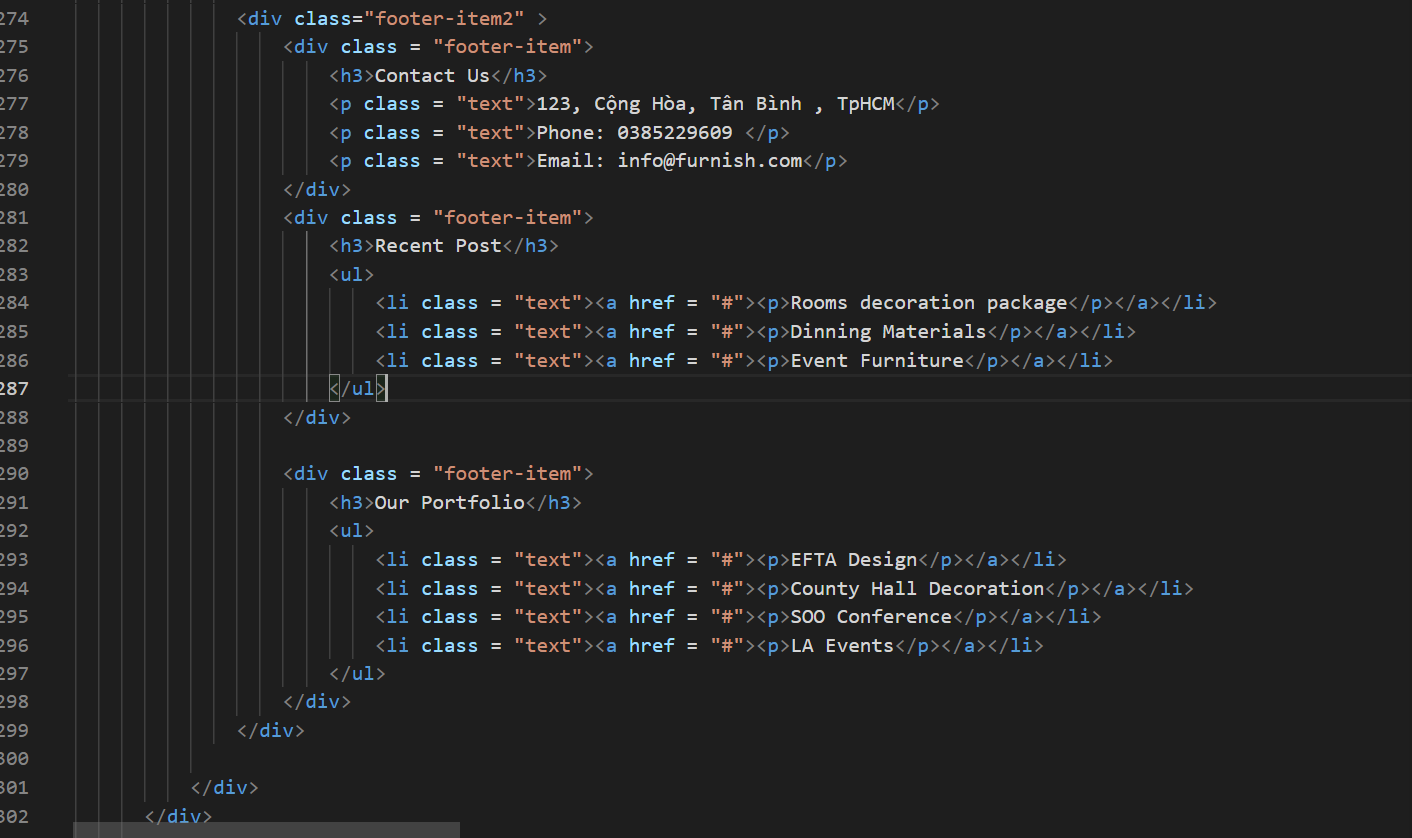 274 <div class="footer-item2" >
275 <div class = "footer-item">
276 <h3>Contact Us</h3>
277 <p class = "text">123, Cộng Hòa, Tân Bình , TpHCM</p>
278 <p class = "text">Phone: 0385229609 </p>
279 <p class = "text">Email: info@furnish.com</p>
280 </div>
281 <div class = "footer-item">
282 <h3>Recent Post</h3>
283 <ul>
284 <li class = "text"><a href = "#"><p>Rooms decoration package</p></a></li>
285 <li class = "text"><a href = "#"><p>Dinning Materials</p></a></li>
286 <li class = "text"><a href = "#"><p>Event Furniture</p></a></li>
287 </ul>
288 </div>
289
290 <div class = "footer-item">
291 <h3>Our Portfolio</h3>
292 <ul>
293 <li class = "text"><a href = "#"><p>EFTA Design</p></a></li>
294 <li class = "text"><a href = "#"><p>County Hall Decoration</p></a></li>
295 <li class = "text"><a href = "#"><p>SOO Conference</p></a></li>
296 <li class = "text"><a href = "#"><p>LA Events</p></a></li>
297 </ul>
298 </div>
299 </div>
300
301 </div>
302 </div>